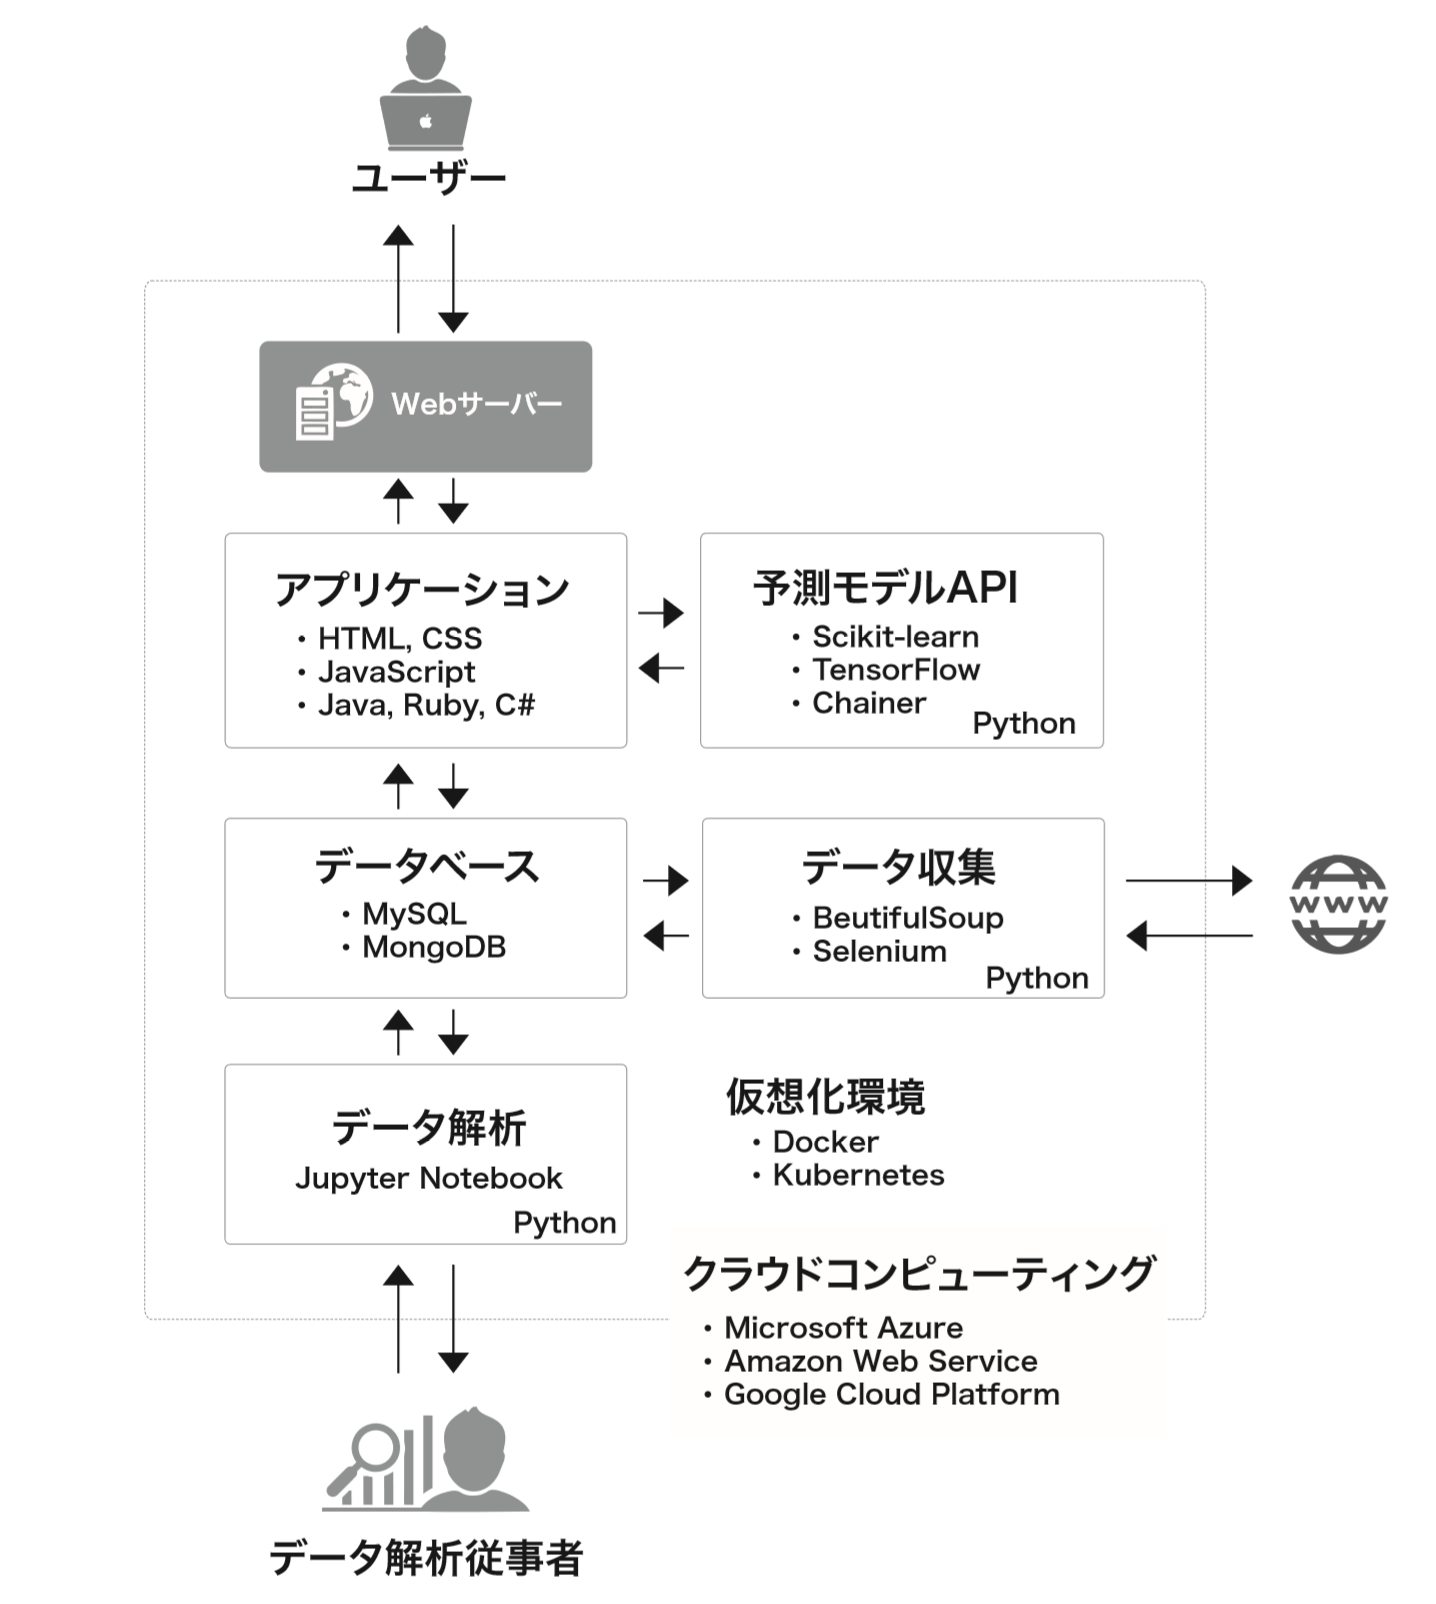 ユーザー
Webサーバー
アプリケーション
・HTML, CSS
・JavaScript
・Java, Ruby, C#
予測モデルAPI
・Scikit-learn
・TensorFlow
・Chainer
Python
データベース
・MySQL
・MongoDB
データ収集
・BeutifulSoup
・Selenium
Python
WWW
データ解析
Jupyter Notebook
Python
仮想化環境
・Docker
・Kubernetes
クラウドコンピューティング
・Microsoft Azure
・Amazon Web Service
・Google Cloud Platform
データ解析従事者